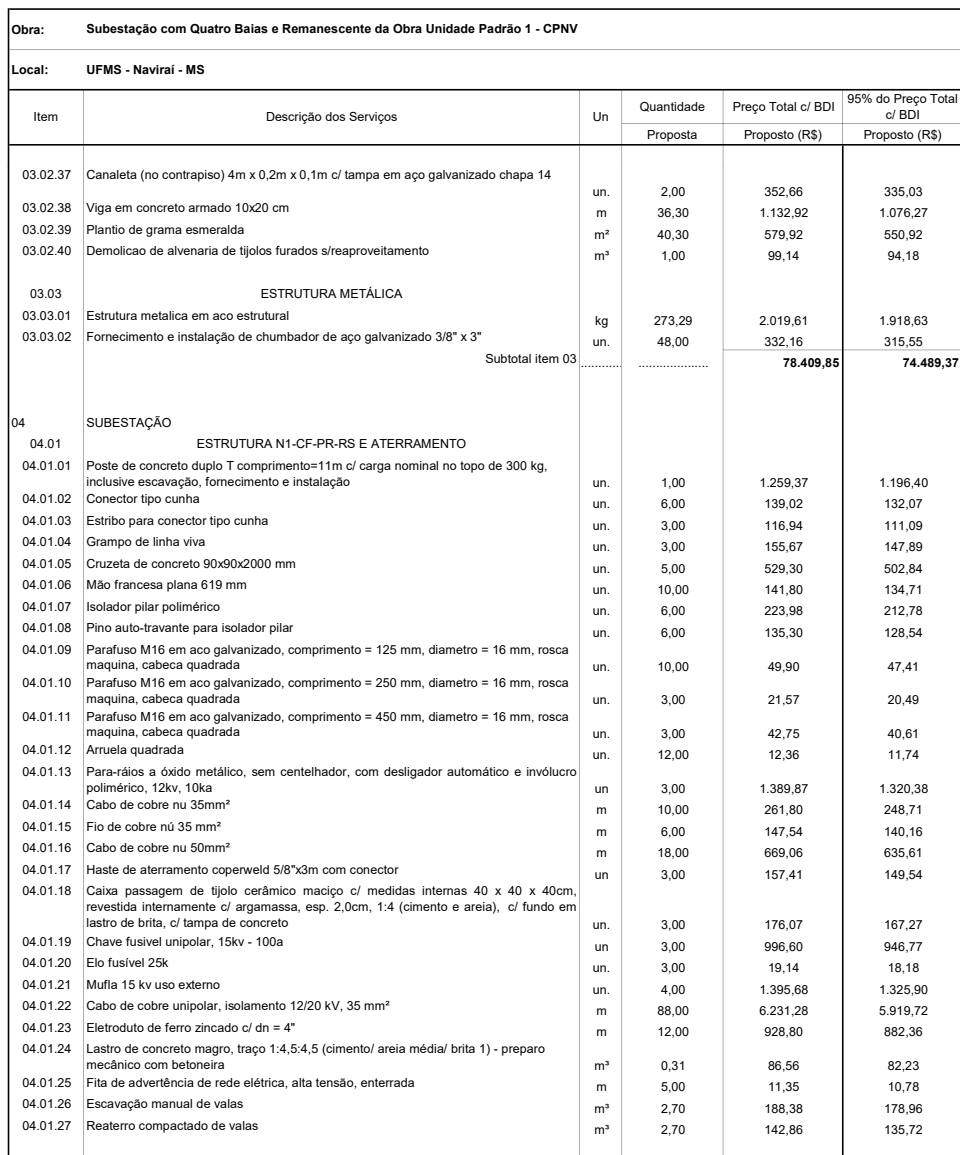 Obra: Subestação com Quatro Baias e Remanescente da Obra Unidade Padrão 1 - CPNV
Local: UFMS - Naviraí - MS
Item Descrição dos Serviços Un Quantidade Preço Total c/ BDI 95% do Preço Total c/ BDI
Proposta Proposto (R$) Proposto (R$)
03.02.37 Canaleta (no contrapiso) 4m x 0,2m x 0,1m c/ tampa em aço galvanizado chapa 14 un. 2,00 352,66 335,03
03.02.38 Viga em concreto armado 10x20 cm m 36,30 1.132,92 1.076,27
03.02.39 Plantio de grama esmeralda m² 40,30 579,92 550,92
03.02.40 Demolicao de alvenaria de tijolos furados s/reaproveitamento m³ 1,00 99,14 94,18
03.03 ESTRUTURA METÁLICA
03.03.01 Estrutura metalica em aco estrutural kg 273,29 2.019,61 1.918,63
03.03.02 Fornecimento e instalação de chumbador de aço galvanizado 3/8" x 3" un. 48,00 332,16 315,55
Subtotal item 03 ........... .................... 78.409,85 74.489,37
04 SUBESTAÇÃO
04.01 ESTRUTURA N1-CF-PR-RS E ATERRAMENTO
04.01.01 Poste de concreto duplo T comprimento=11m c/ carga nominal no topo de 300 kg,
inclusive escavação, fornecimento e instalação un. 1,00 1.259,37 1.196,40
04.01.02 Conector tipo cunha un. 6,00 139,02 132,07
04.01.03 Estribo para conector tipo cunha un. 3,00 116,94 111,09
04.01.04 Grampo de linha viva un. 3,00 155,67 147,89
04.01.05 Cruzeta de concreto 90x90x2000 mm un. 5,00 529,30 502,84
04.01.06 Mão francesa plana 619 mm un. 10,00 141,80 134,71
04.01.07 Isolador pilar polimérico un. 6,00 223,98 212,78
04.01.08 Pino auto-travante para isolador pilar un. 6,00 135,30 128,54
04.01.09 Parafuso M16 em aco galvanizado, comprimento = 125 mm, diametro = 16 mm, rosca
maquina, cabeca quadrada un. 10,00 49,90 47,41
04.01.10 Parafuso M16 em aco galvanizado, comprimento = 250 mm, diametro = 16 mm, rosca
maquina, cabeca quadrada un. 3,00 21,57 20,49
04.01.11 Parafuso M16 em aco galvanizado, comprimento = 450 mm, diametro = 16 mm, rosca
maquina, cabeca quadrada un. 3,00 42,75 40,61
04.01.12 Arruela quadrada un. 12,00 12,36 11,74
04.01.13 Para-ráios a óxido metálico, sem centelhador, com desligador automático e invólucro
polimérico, 12kv, 10ka un 3,00 1.389,87 1.320,38
04.01.14 Cabo de cobre nu 35mm² m 10,00 261,80 248,71
04.01.15 Fio de cobre nú 35 mm² m 6,00 147,54 140,16
04.01.16 Cabo de cobre nu 50mm² m 18,00 669,06 635,61
04.01.17 Haste de aterramento coperweld 5/8"x3m com conector un 3,00 157,41 149,54
04.01.18 Caixa passagem de tijolo cerâmico maciço c/ medidas internas 40 x 40 x 40cm,
revestida internamente c/ argamassa, esp. 2,0cm, 1:4 (cimento e areia), c/ fundo em
lastro de brita, c/ tampa de concreto un. 3,00 176,07 167,27
04.01.19 Chave fusivel unipolar, 15kv - 100a un 3,00 996,60 946,77
04.01.20 Elo fusível 25k un. 3,00 19,14 18,18
04.01.21 Mufla 15 kv uso externo un. 4,00 1.395,68 1.325,90
04.01.22 Cabo de cobre unipolar, isolamento 12/20 kV, 35 mm² m 88,00 6.231,28 5.919,72
04.01.23 Eletroduto de ferro zincado c/ dn = 4" m 12,00 928,80 882,36
04.01.24 Lastro de concreto magro, traço 1:4,5:4,5 (cimento/ areia média/ brita 1) - preparo
mecânico com betoneira m³ 0,31 86,56 82,23
04.01.25 Fita de advertência de rede elétrica, alta tensão, enterrada m 5,00 11,35 10,78
04.01.26 Escavação manual de valas m³ 2,70 188,38 178,96
04.01.27 Reaterro compactado de valas m³ 2,70 142,86 135,72